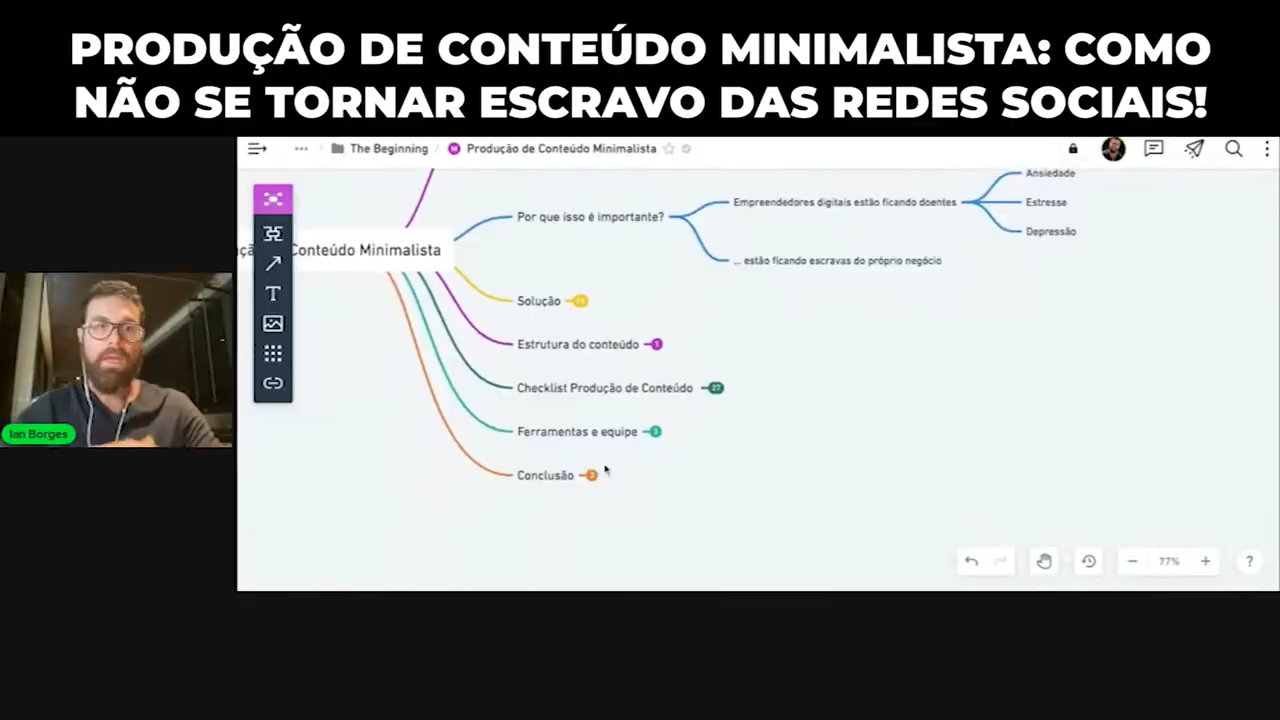 PRODUÇÃO DE CONTEÚDO MINIMALISTA: COMO
NÃO SE TORNAR ESCRAVO DAS REDES SOCIAIS!
The Beginning / Produção de Conteúdo Minimalista
Ansiedade
Empreendedores digitais estão ficando doentes
Estresse
Por que isso é importante?
Depressão
Conteúdo Minimalista
... estão ficando escravas do próprio negócio
Solução
Estrutura do conteúdo
Checklist Produção de Conteúdo
Ian Borges
Ferramentas e equipe
Conclusão
77%